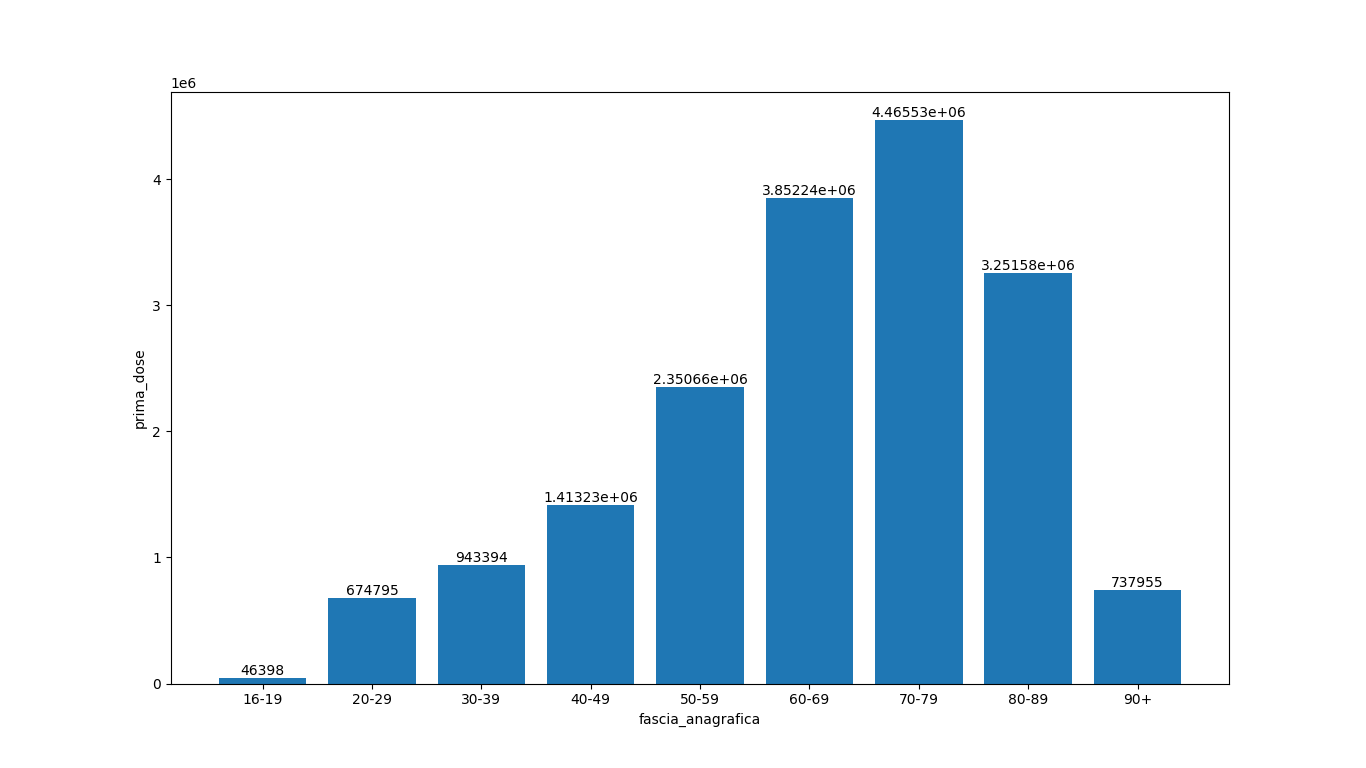 1e6
4.46553e+06
4
3.85224e+06
3.25158e+06
3
prima_dose
2.35066e+06
2
1.41323e+06
943394
1
674795
737955
46398
0
16-19 20-29 30-39 40-49 50-59 60-69 70-79 80-89 90+
fascia_anagrafica